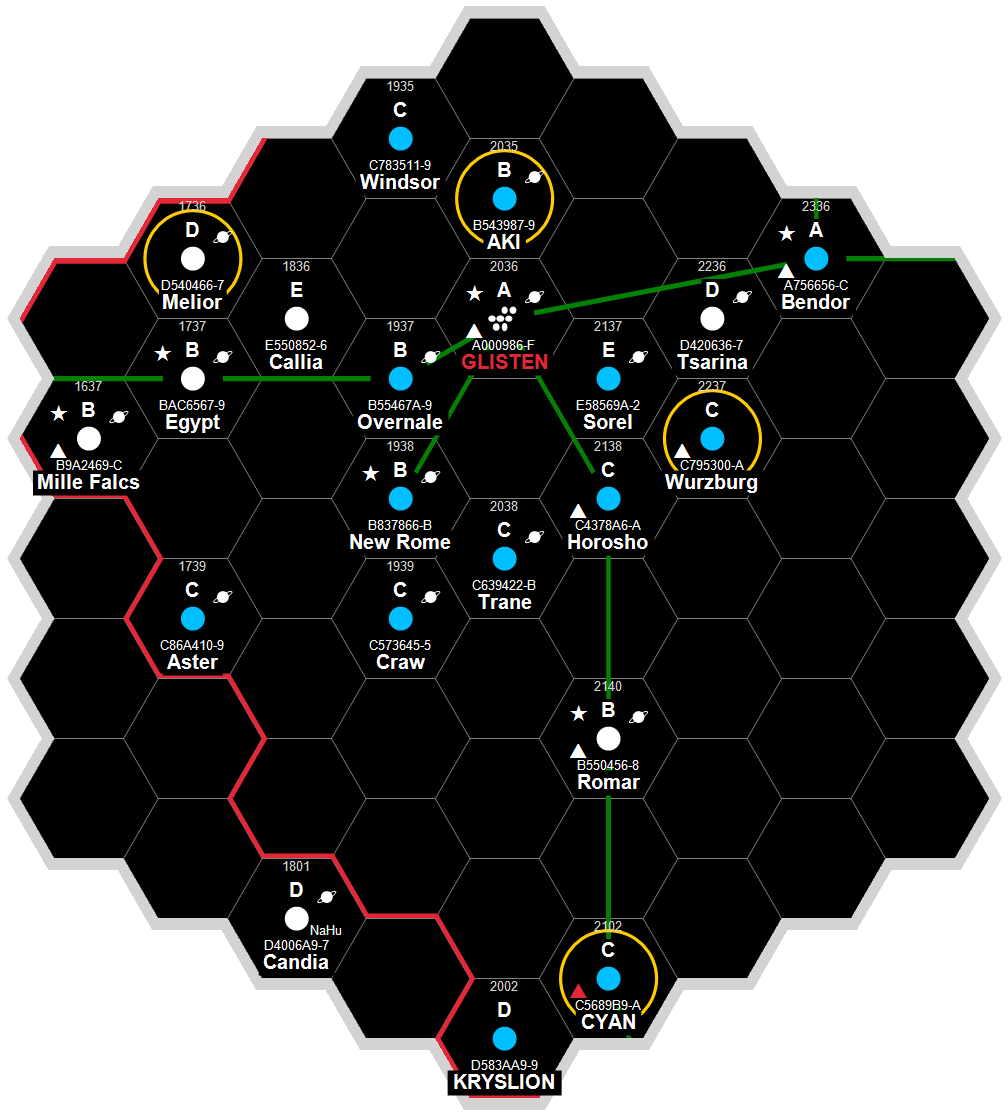 1935
C
C783511-9
Windsor
2035
B
B543987-9
AKI
1736
D
D540466-7
Melior
2336
A
A756656-C
Bendor
1836
E
E550852-6
Callia
2036
A
A000986-F
GLISTEN
2236
D
D420636-7
Tsarina
1737
B
BAC6567-9
Egypt
1937
B
B55467A-9
Overnale
2137
E
E58569A-2
Sorel
1637
B
B9A2469-C
Mille Falcs
2237
C
C795300-A
Wurzburg
1938
B
B837866-B
New Rome
2138
C
C4378A6-A
Horosho
2038
C
C639422-B
Trane
1739
C
C86A410-9
Aster
1939
C
C573645-5
Craw
2140
B
B550456-8
Romar
1801
D
NaHu
D4006A9-7
Candia
2102
C
C5689B9-A
CYAN
2002
D
D583AA9-9
KRYSLION